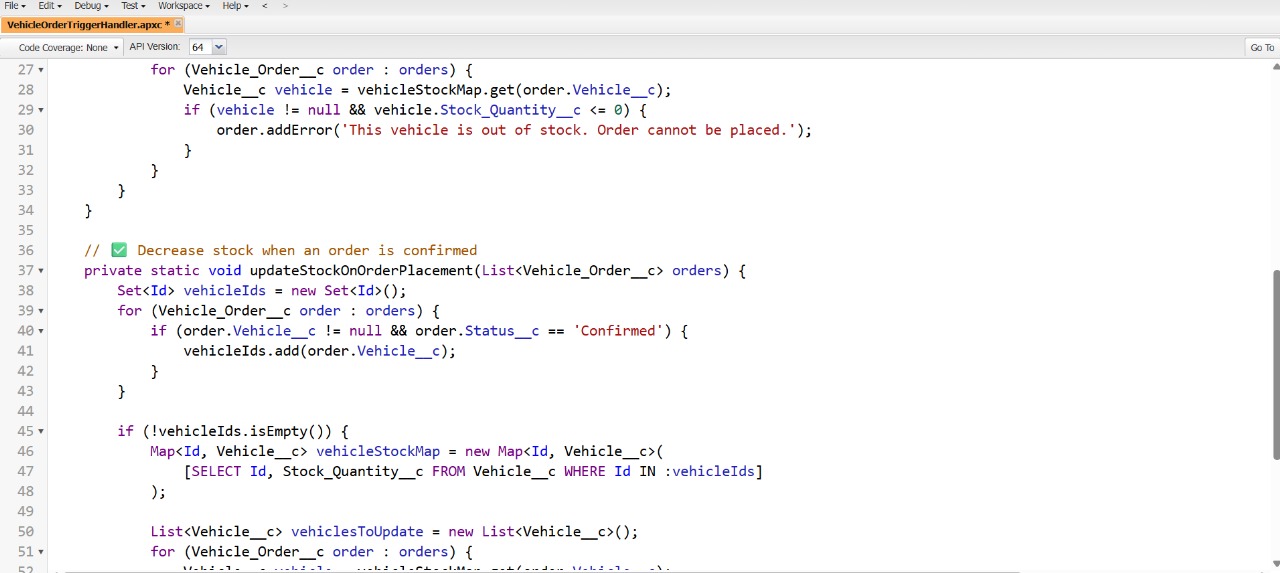 File Edit Debug Test Workspace Help < >
VehicleOrderTriggerHandler.apxc *
Code Coverage: None API Version: 64 Go To
27 for (Vehicle_Order__c order : orders) {
28 Vehicle__c vehicle = vehicleStockMap.get(order.Vehicle__c);
29 if (vehicle != null && vehicle.Stock_Quantity__c <= 0) {
30 order.addError('This vehicle is out of stock. Order cannot be placed.');
31 }
32 }
33 }
34 }
35
36 // ✅ Decrease stock when an order is confirmed
37 private static void updateStockOnOrderPlacement(List<Vehicle_Order__c> orders) {
38 Set<Id> vehicleIds = new Set<Id>();
39 for (Vehicle_Order__c order : orders) {
40 if (order.Vehicle__c != null && order.Status__c == 'Confirmed') {
41 vehicleIds.add(order.Vehicle__c);
42 }
43 }
44
45 if (!vehicleIds.isEmpty()) {
46 Map<Id, Vehicle__c> vehicleStockMap = new Map<Id, Vehicle__c>(
47 [SELECT Id, Stock_Quantity__c FROM Vehicle__c WHERE Id IN :vehicleIds]
48 );
49
50 List<Vehicle__c> vehiclesToUpdate = new List<Vehicle__c>();
51 for (Vehicle_Order__c order : orders) {